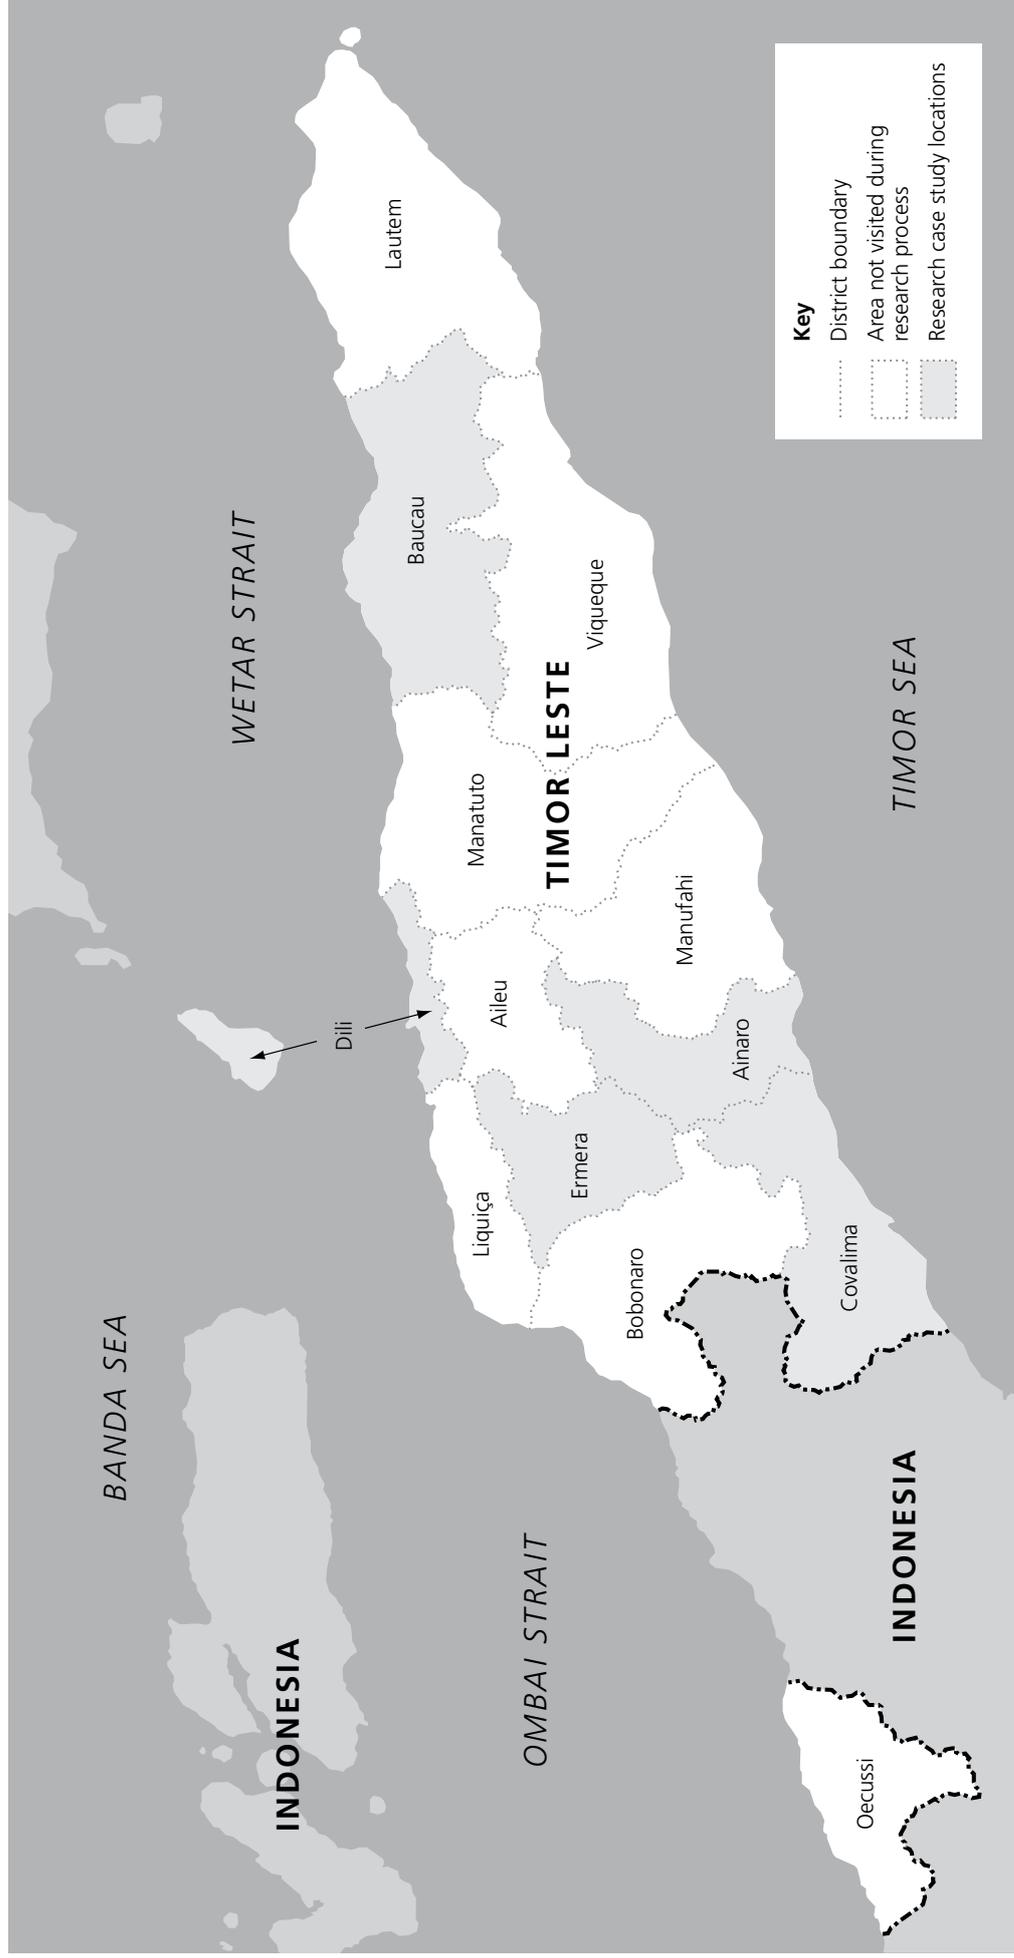 BANDA SEA
WETAR STRAIT
INDONESIA
OMBAI STRAIT
Dili
Lautem
Baucau
Manatuto
Liquiça
Aileu
Viqueque
TIMOR LESTE
Ermera
Bobonaro
Manufahi
Ainaro
Covalima
Oecussi
INDONESIA
TIMOR SEA
Key
District boundary
Area not visited during
research process
Research case study locations